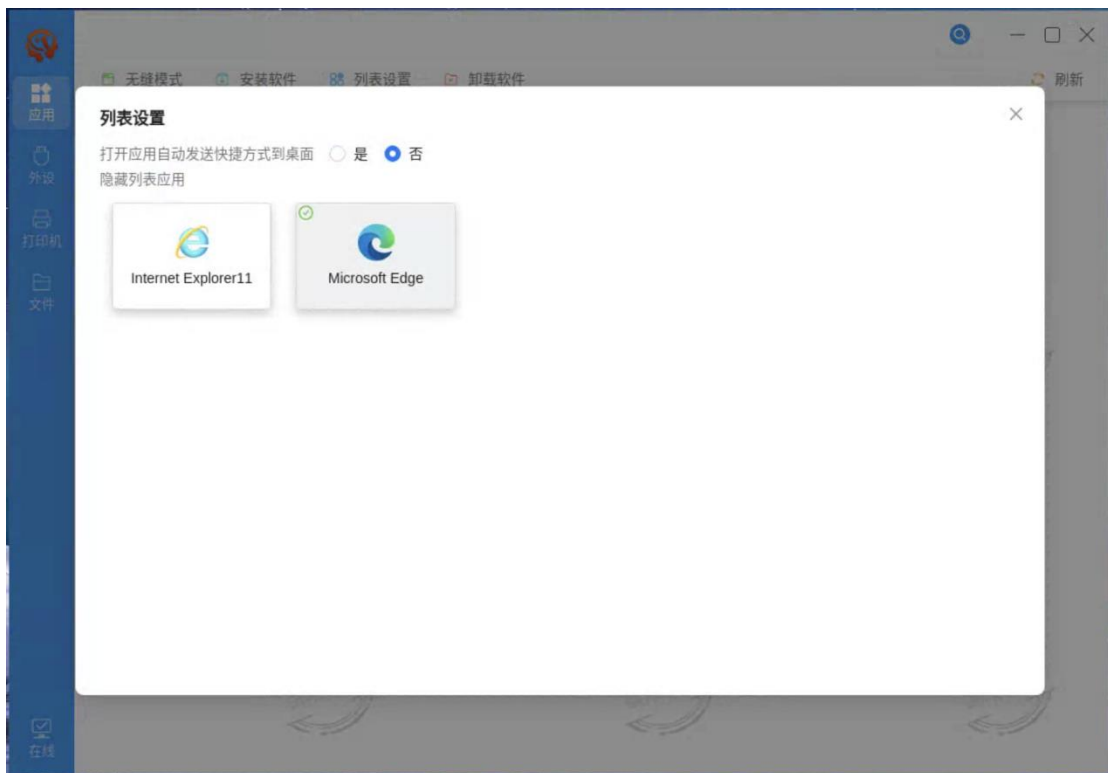 无缝模式 安装软件 列表设置 卸载软件 刷新
应用
外设
打印机
文件
在线
列表设置
打开应用自动发送快捷方式到桌面 是 否
隐藏列表应用
Internet Explorer11 Microsoft Edge